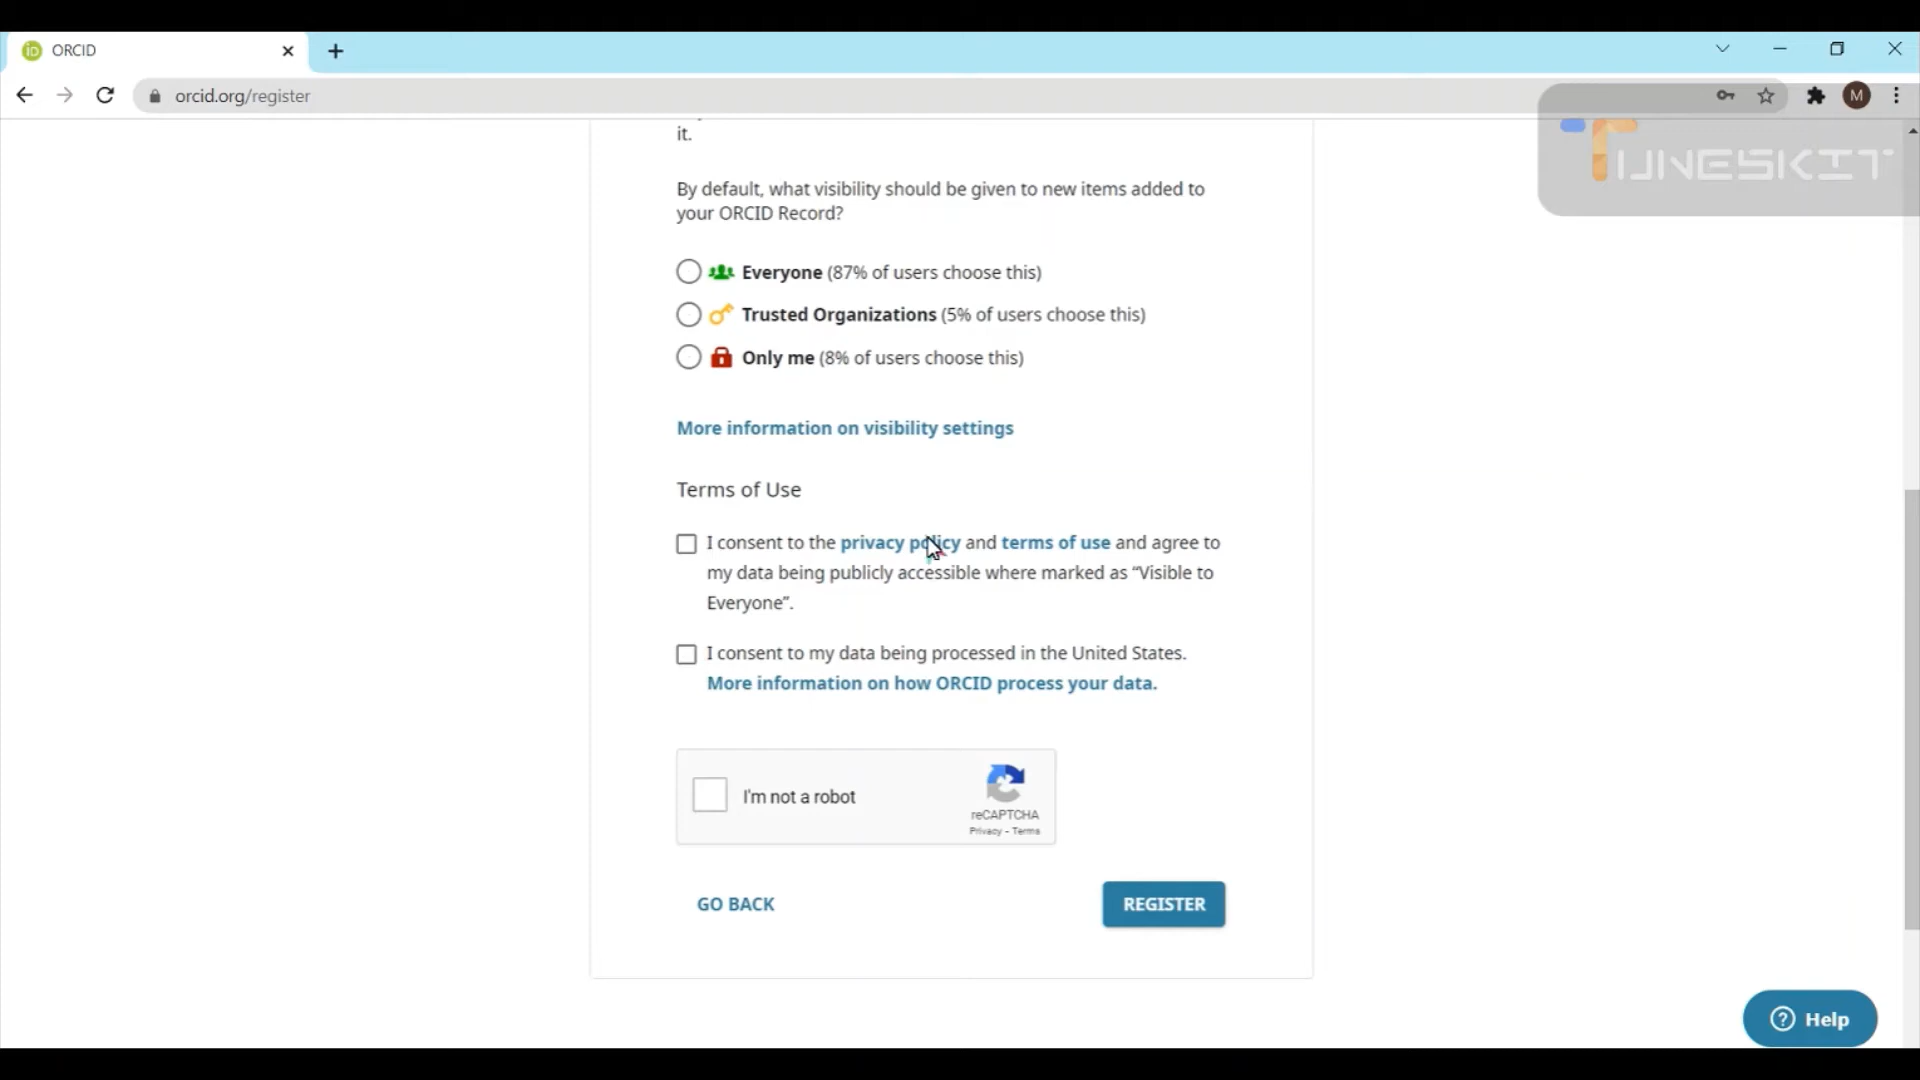 ORCID
orcid.org/register
M
TUNESKIT
it.
By default, what visibility should be given to new items added to
your ORCID Record?
Everyone (87% of users choose this)
Trusted Organizations (5% of users choose this)
Only me (8% of users choose this)
More information on visibility settings
Terms of Use
I consent to the privacy policy and terms of use and agree to
my data being publicly accessible where marked as “Visible to
Everyone”.
I consent to my data being processed in the United States.
More information on how ORCID process your data.
I'm not a robot
reCAPTCHA
Privacy - Terms
GO BACK
REGISTER
Help